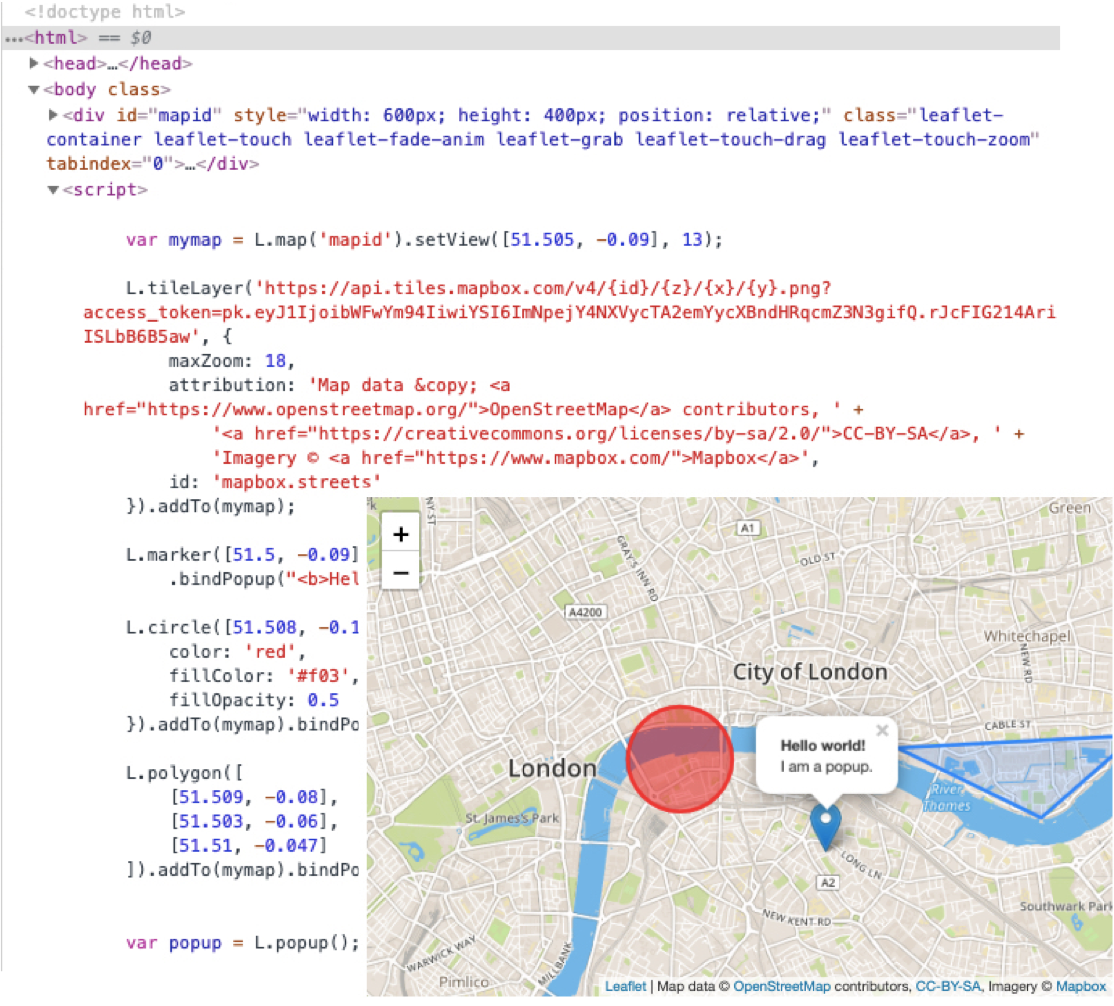 <!doctype html>
…<html> == $0
<head>…</head>
<body class>
<div id="mapid" style="width: 600px; height: 400px; position: relative;" class="leaflet-
container leaflet-touch leaflet-fade-anim leaflet-grab leaflet-touch-drag leaflet-touch-zoom"
tabindex="0">…</div>
<script>
var mymap = L.map('mapid').setView([51.505, -0.09], 13);
L.tileLayer('https://api.tiles.mapbox.com/v4/{id}/{z}/{x}/{y}.png?
access_token=pk.eyJ1IjoibWFwYm94IiwiYSI6ImNpejY4NXVycTA2emYycXBndHRqcmZ3N3gifQ.rJcFIG214Ari
ISLbB6B5aw', {
maxZoom: 18,
attribution: 'Map data &copy; <a
href="https://www.openstreetmap.org/">OpenStreetMap</a> contributors, ' +
'<a href="https://creativecommons.org/licenses/by-sa/2.0/">CC-BY-SA</a>, ' +
'Imagery © <a href="https://www.mapbox.com/">Mapbox</a>',
id: 'mapbox.streets'
}).addTo(mymap);
L.marker([51.5, -0.09]
.bindPopup("<b>Hel
L.circle([51.508, -0.1
color: 'red',
fillColor: '#f03',
fillOpacity: 0.5
}).addTo(mymap).bindPo
L.polygon([
[51.509, -0.08],
[51.503, -0.06],
[51.51, -0.047]
]).addTo(mymap).bindPo
var popup = L.popup();
+
−
NY-ST
GRAY'S INN RD
A1
OLD ST
Green
A4200
Whitechapel
NEW RD
City of London
CABLE ST
Hello world!
×
I am a popup.
London
River
Thames
St. James's Park
LONG LN
A2
NEW KENT RD
Southwark Park
WARWICK WAY
MILLBANK
Pimlico
Leaflet | Map data © OpenStreetMap contributors, CC-BY-SA, Imagery © Mapbox